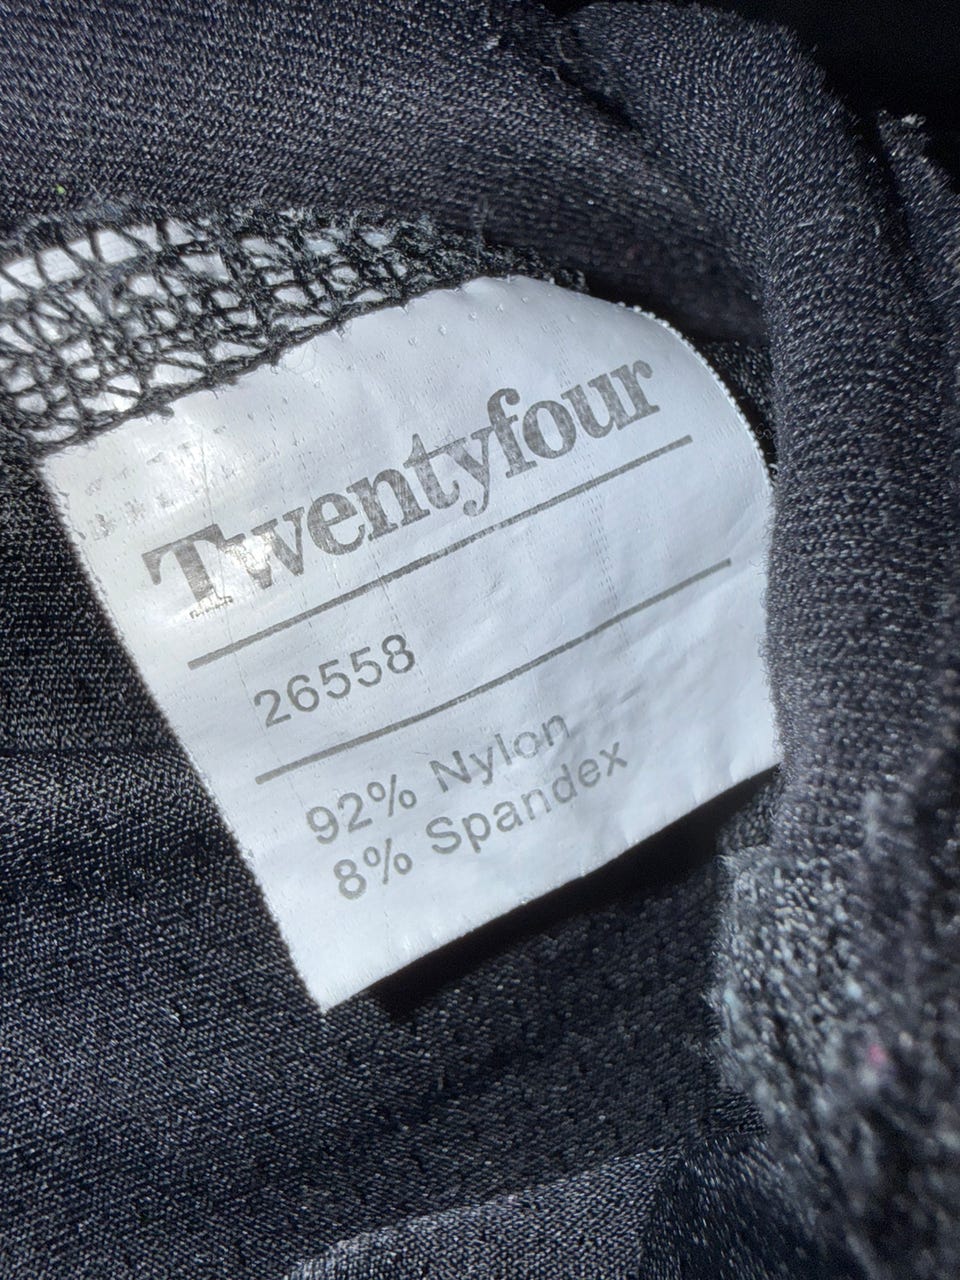 Twentyfour
26558
92% Nylon
8% Spandex